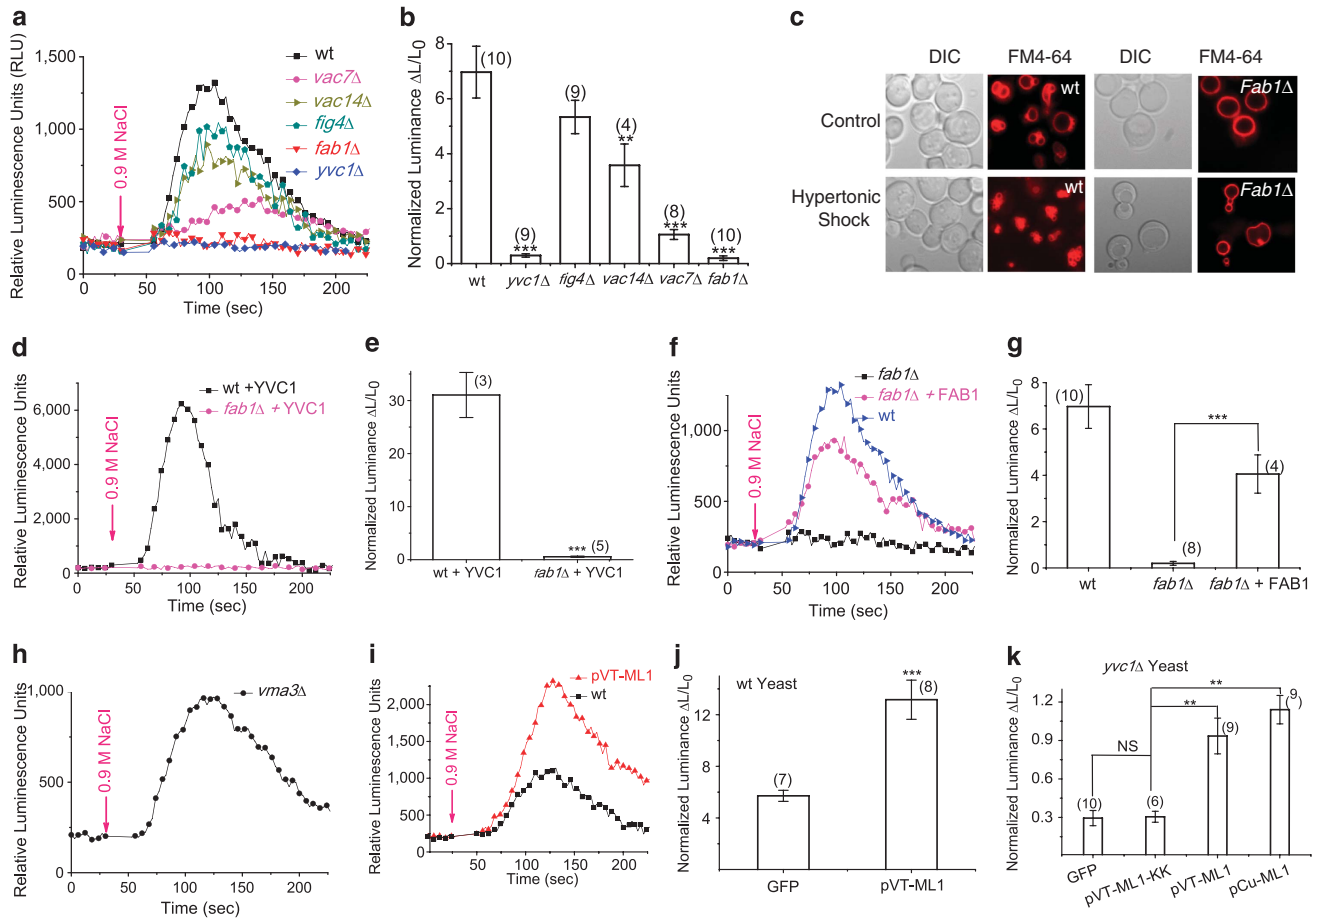 a
Relative Luminescence Units (RLU)
1,500
1,000
500
0
0 50 100 150 200
Time (sec)
0.9 M NaCl
wt
vac7Δ
vac14Δ
fig4Δ
fab1Δ
yvc1Δ
b
Normalized Luminance ΔL/L0
8
6
4
2
0
(10)
(9)
***
(9)
(4)
**
(8)
***
(10)
***
wt yvc1Δ fig4Δ vac14Δ vac7Δ fab1Δ
c
DIC FM4-64 DIC FM4-64
Control
wt
Fab1Δ
Hypertonic
Shock
wt
Fab1Δ
d
Relative Luminescence Units
6,000
4,000
2,000
0
0 50 100 150 200
Time (sec)
0.9 M NaCl
wt +YVC1
fab1Δ + YVC1
e
Normalized Luminance ΔL/L0
30
20
10
0
(3)
*** (5)
wt + YVC1 rab1Δ + YVC1
f
Relative Luminescence Units
1,000
500
0
0 50 100 150 200
Time (sec)
0.9 M NaCl
fab1Δ
fab1Δ + FAB1
wt
g
Normalized Luminance ΔL/L0
8
6
4
2
0
(10)
(8)
***
(4)
wt fab1Δ fab1Δ + FAB1
h
Relative Luminescence Units
1,000
500
0
0 50 100 150 200
Time (sec)
0.9 M NaCl
vma3Δ
i
Relative Luminescence Units
2,500
2,000
1,500
1,000
500
0
0 50 100 150 200
Time (sec)
0.9 M NaCl
pVT-ML1
wt
j
Normalized Luminance ΔL/L0
wt Yeast
12
8
4
(7)
***
(8)
GFP pVT-ML1
k
yvc1Δ Yeast
Normalized Luminance ΔL/L0
1.2
0.9
0.6
0.3
NS
**
**
(10)
(6)
(9)
9
( )
GFP pVT-ML1-KK pVT-ML1 pCu-ML1